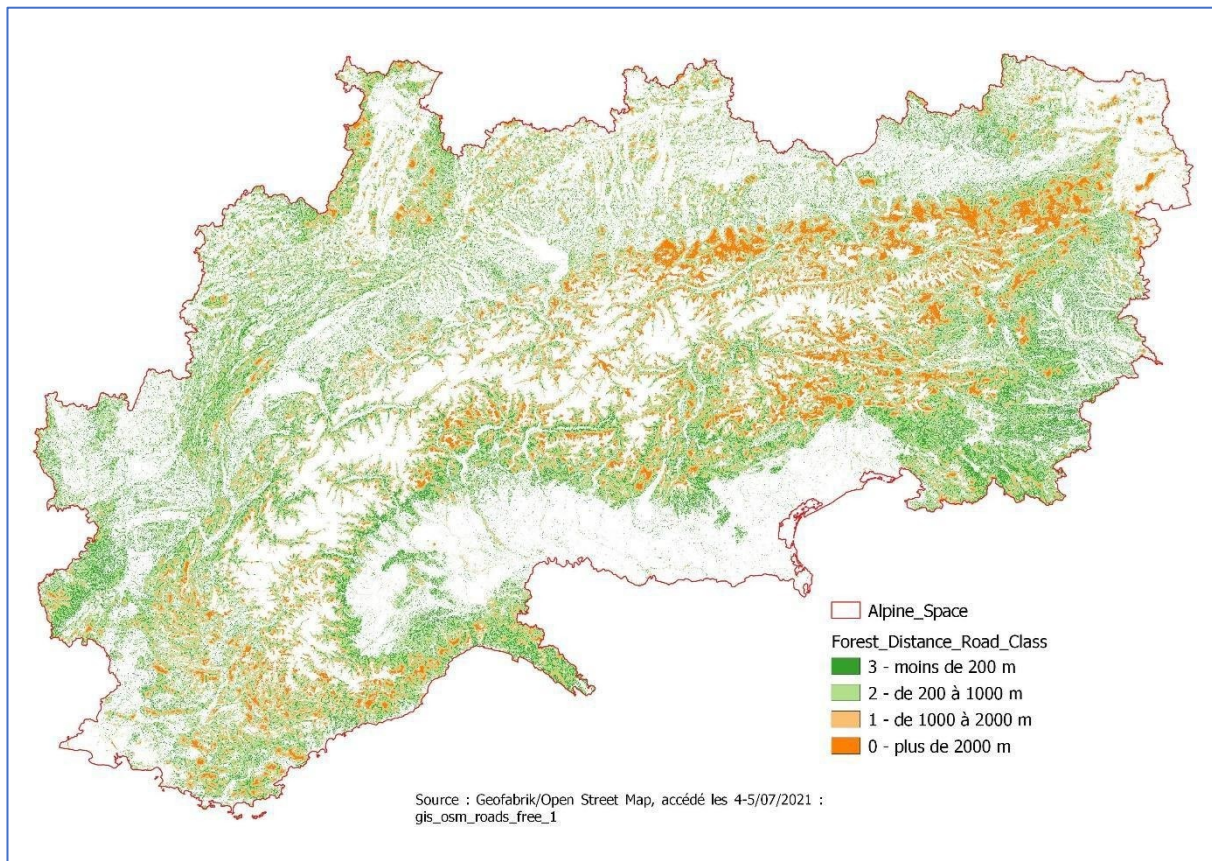 Alpine_Space
Forest_Distance_Road_Class
3 - moins de 200 m
2 - de 200 à 1000 m
1 - de 1000 à 2000 m
0 - plus de 2000 m
Source : Geofabrik/Open Street Map, accédé les 4-5/07/2021 :
gis_osm_roads_free_1